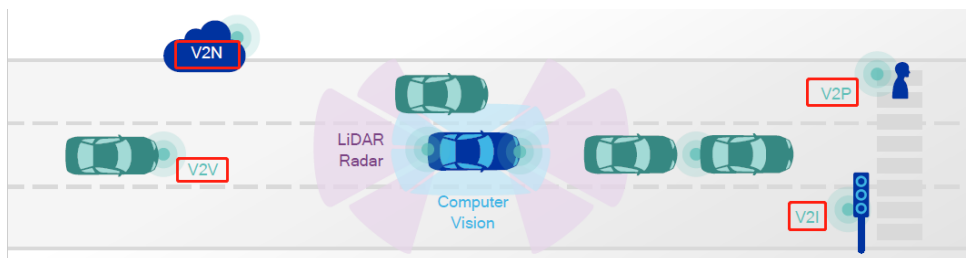 V2N
V2P
LiDAR
Radar
V2V
Computer
Vision
V2I